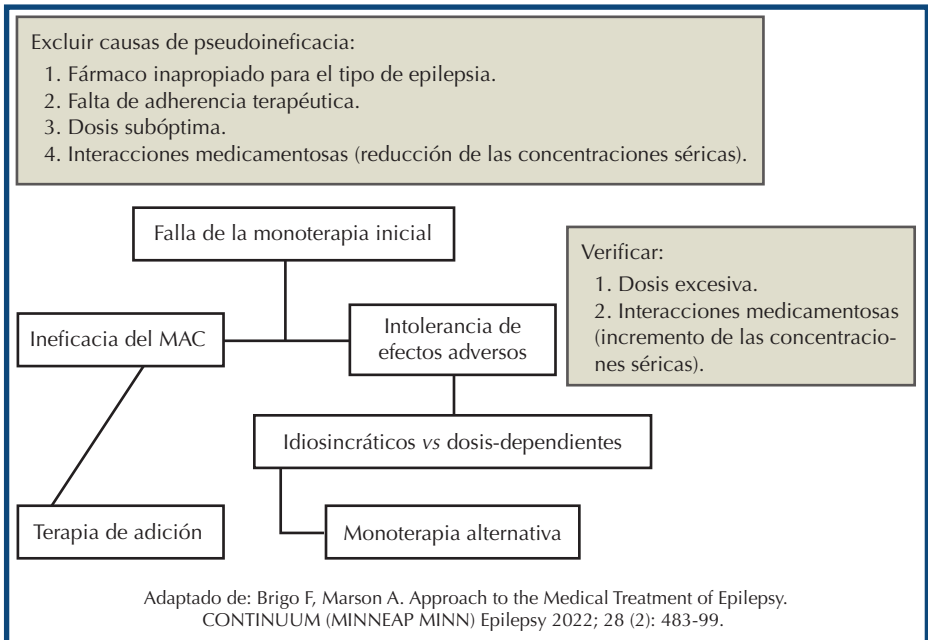 Excluir causas de pseudoineficacia:
1. Fármaco inapropiado para el tipo de epilepsia.
2. Falta de adherencia terapéutica.
3. Dosis subóptima.
4. Interacciones medicamentosas (reducción de las concentraciones séricas).
Falla de la monoterapia inicial
Verificar:
1. Dosis excesiva.
2. Interacciones medicamentosas
(incremento de las concentracio-
nes séricas).
Ineficacia del MAC
Intolerancia de
efectos adversos
Idiosincráticos vs dosis-dependientes
Terapia de adición
Monoterapia alternativa
Adaptado de: Brigo F, Marson A. Approach to the Medical Treatment of Epilepsy.
CONTINUUM (MINNEAP MINN) Epilepsy 2022; 28 (2): 483-99.